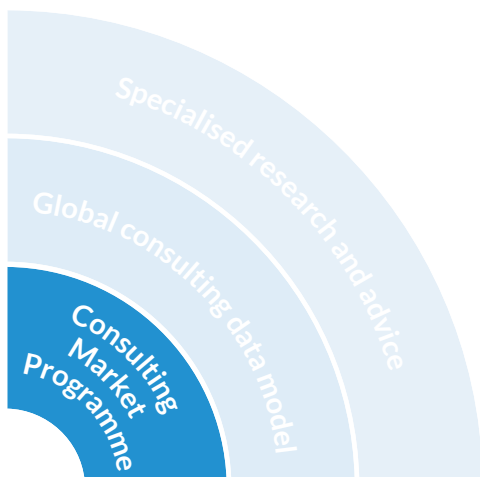 Specialised research and advice
Global consulting data model
Consulting
Market
Programme